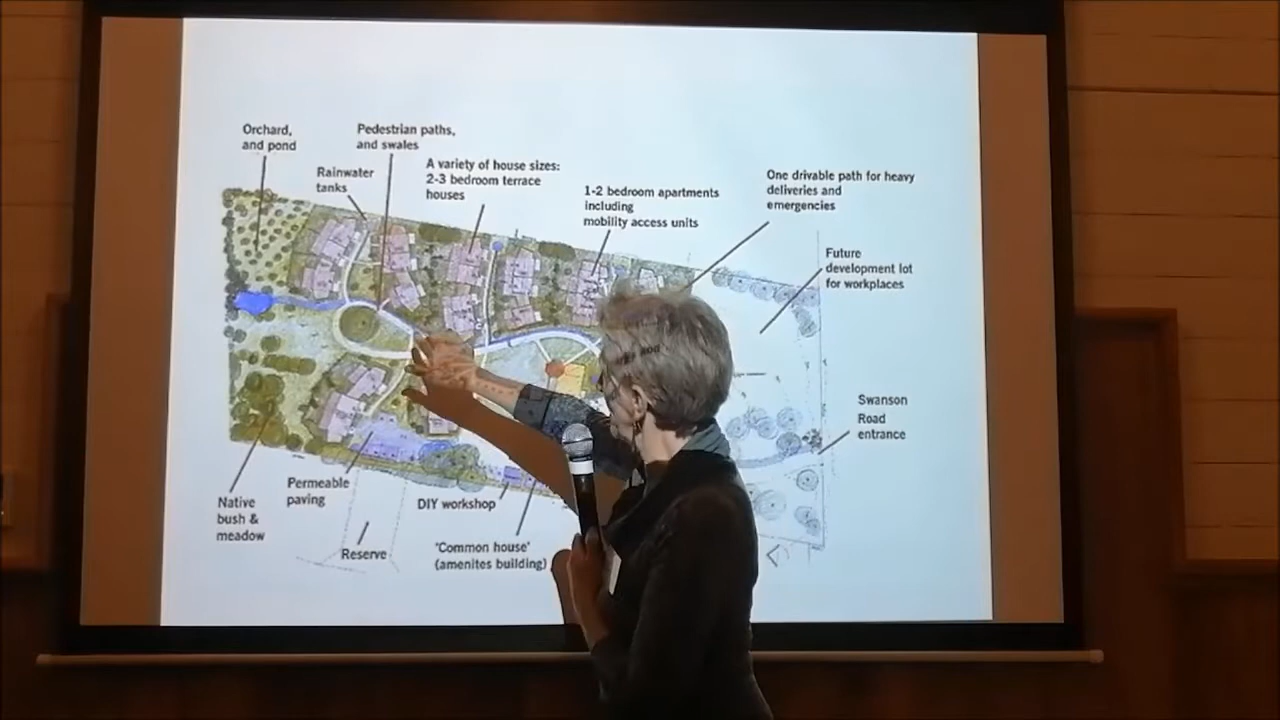 Orchard,
and pond
Pedestrian paths,
and swales
Rainwater
tanks
A variety of house sizes:
2-3 bedroom terrace
houses
1-2 bedroom apartments
including
mobility access units
One drivable path for heavy
deliveries and
emergencies
Future
development lot
for workplaces
Swanson
Road
entrance
Native
bush &
meadow
Permeable
paving
Reserve
DIY workshop
'Common house'
(amenites building)